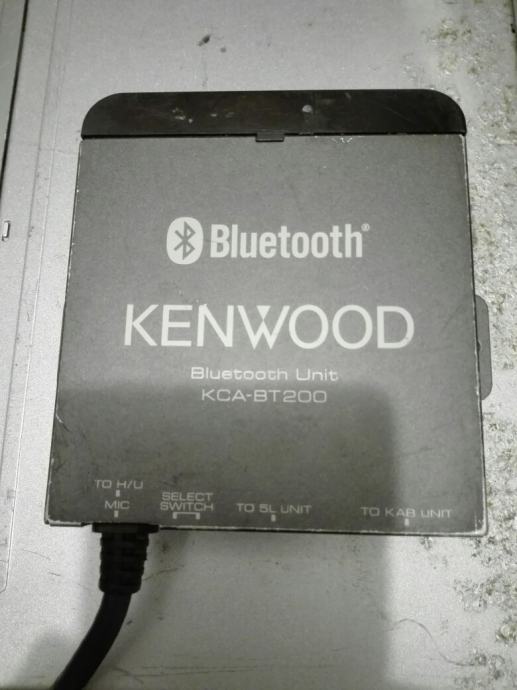 Bluetooth®
KENWOOD
Bluetooth Unit
KCA-BT200
TO H/U
MIC
SELECT
SWITCH
TO 5L UNIT
TO KAB UNIT